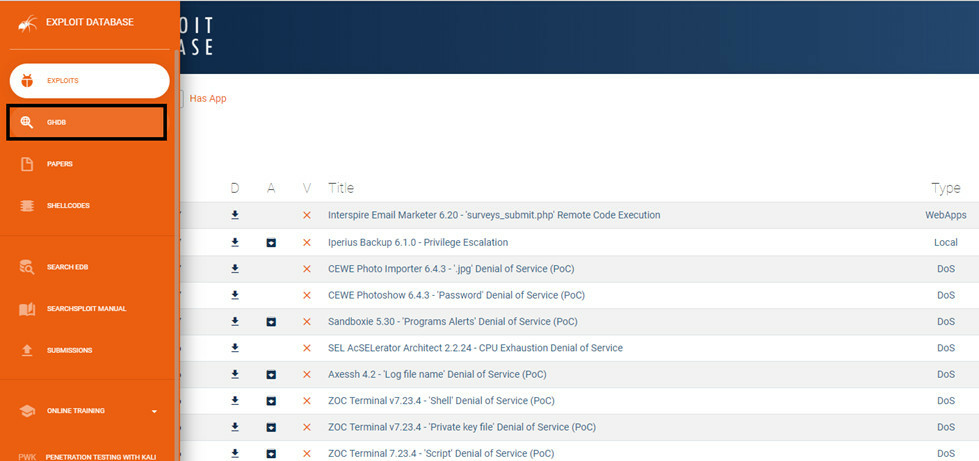 EXPLOIT DATABASE
OIT
ASE
EXPLOITS
GHDB
PAPERS
SHELLCODES
SEARCH EDB
SEARCHSPLOIT MANUAL
SUBMISSIONS
ONLINE TRAINING
PWK PENETRATION TESTING WITH KALI
Has App
D A V Title Type
Interspire Email Marketer 6.20 - 'surveys_submit.php' Remote Code Execution WebApps
Iperius Backup 6.1.0 - Privilege Escalation Local
CEWE Photo Importer 6.4.3 - '.jpg' Denial of Service (PoC) DoS
CEWE Photoshow 6.4.3 - 'Password' Denial of Service (PoC) DoS
Sandboxie 5.30 - 'Programs Alerts' Denial of Service (PoC) DoS
SEL AcSELerator Architect 2.2.24 - CPU Exhaustion Denial of Service DoS
Axessh 4.2 - 'Log file name' Denial of Service (PoC) DoS
ZOC Terminal v7.23.4 - 'Shell' Denial of Service (PoC) DoS
ZOC Terminal v7.23.4 - 'Private key file' Denial of Service (PoC) DoS
ZOC Terminal 7.23.4 - 'Script' Denial of Service (PoC) DoS